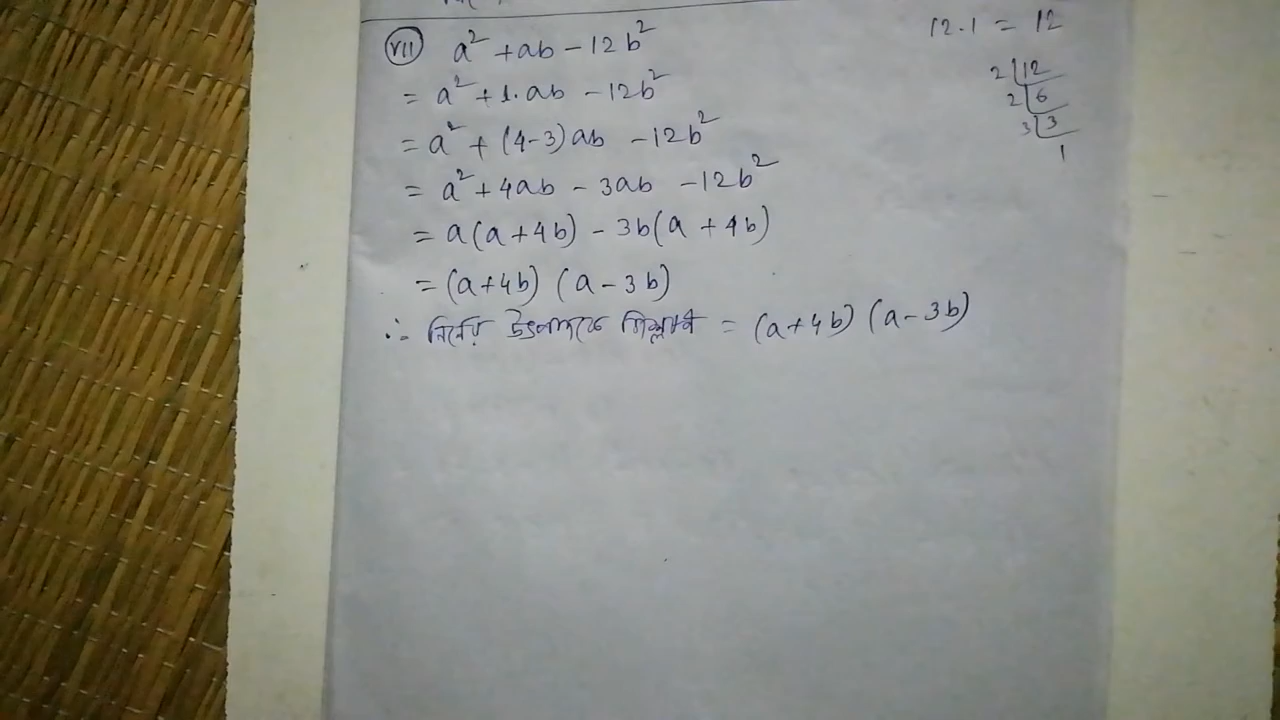 (VII) a² + ab - 12b²
= a² + 1.ab - 12b²
= a² + (4-3)ab - 12b²
= a² + 4ab - 3ab - 12b²
= a(a+4b) - 3b(a+4b)
= (a+4b) (a-3b)
∴ নির্ণেয় উৎপাদকে বিশ্লেষণ = (a+4b) (a-3b)
12.1 = 12
2 | 12
2 | 6
3 | 3
1